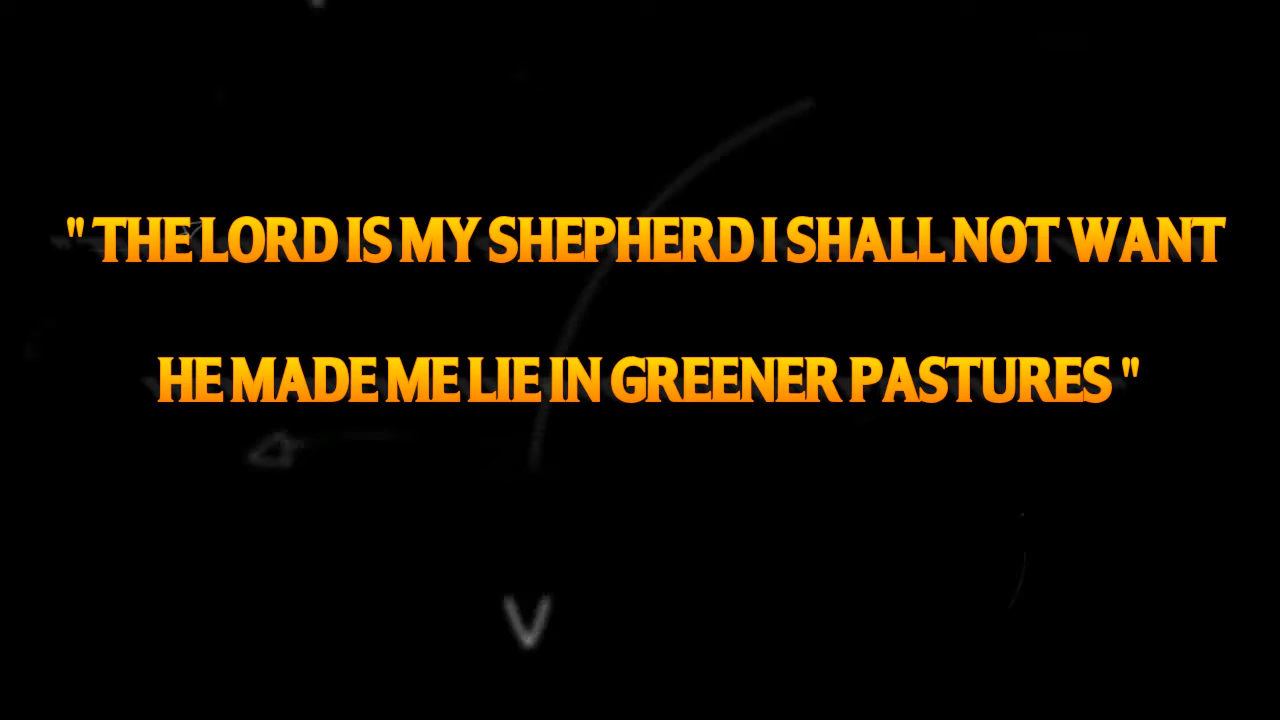 " THE LORD IS MY SHEPHERD I SHALL NOT WANT
HE MADE ME LIE IN GREENER PASTURES "
V